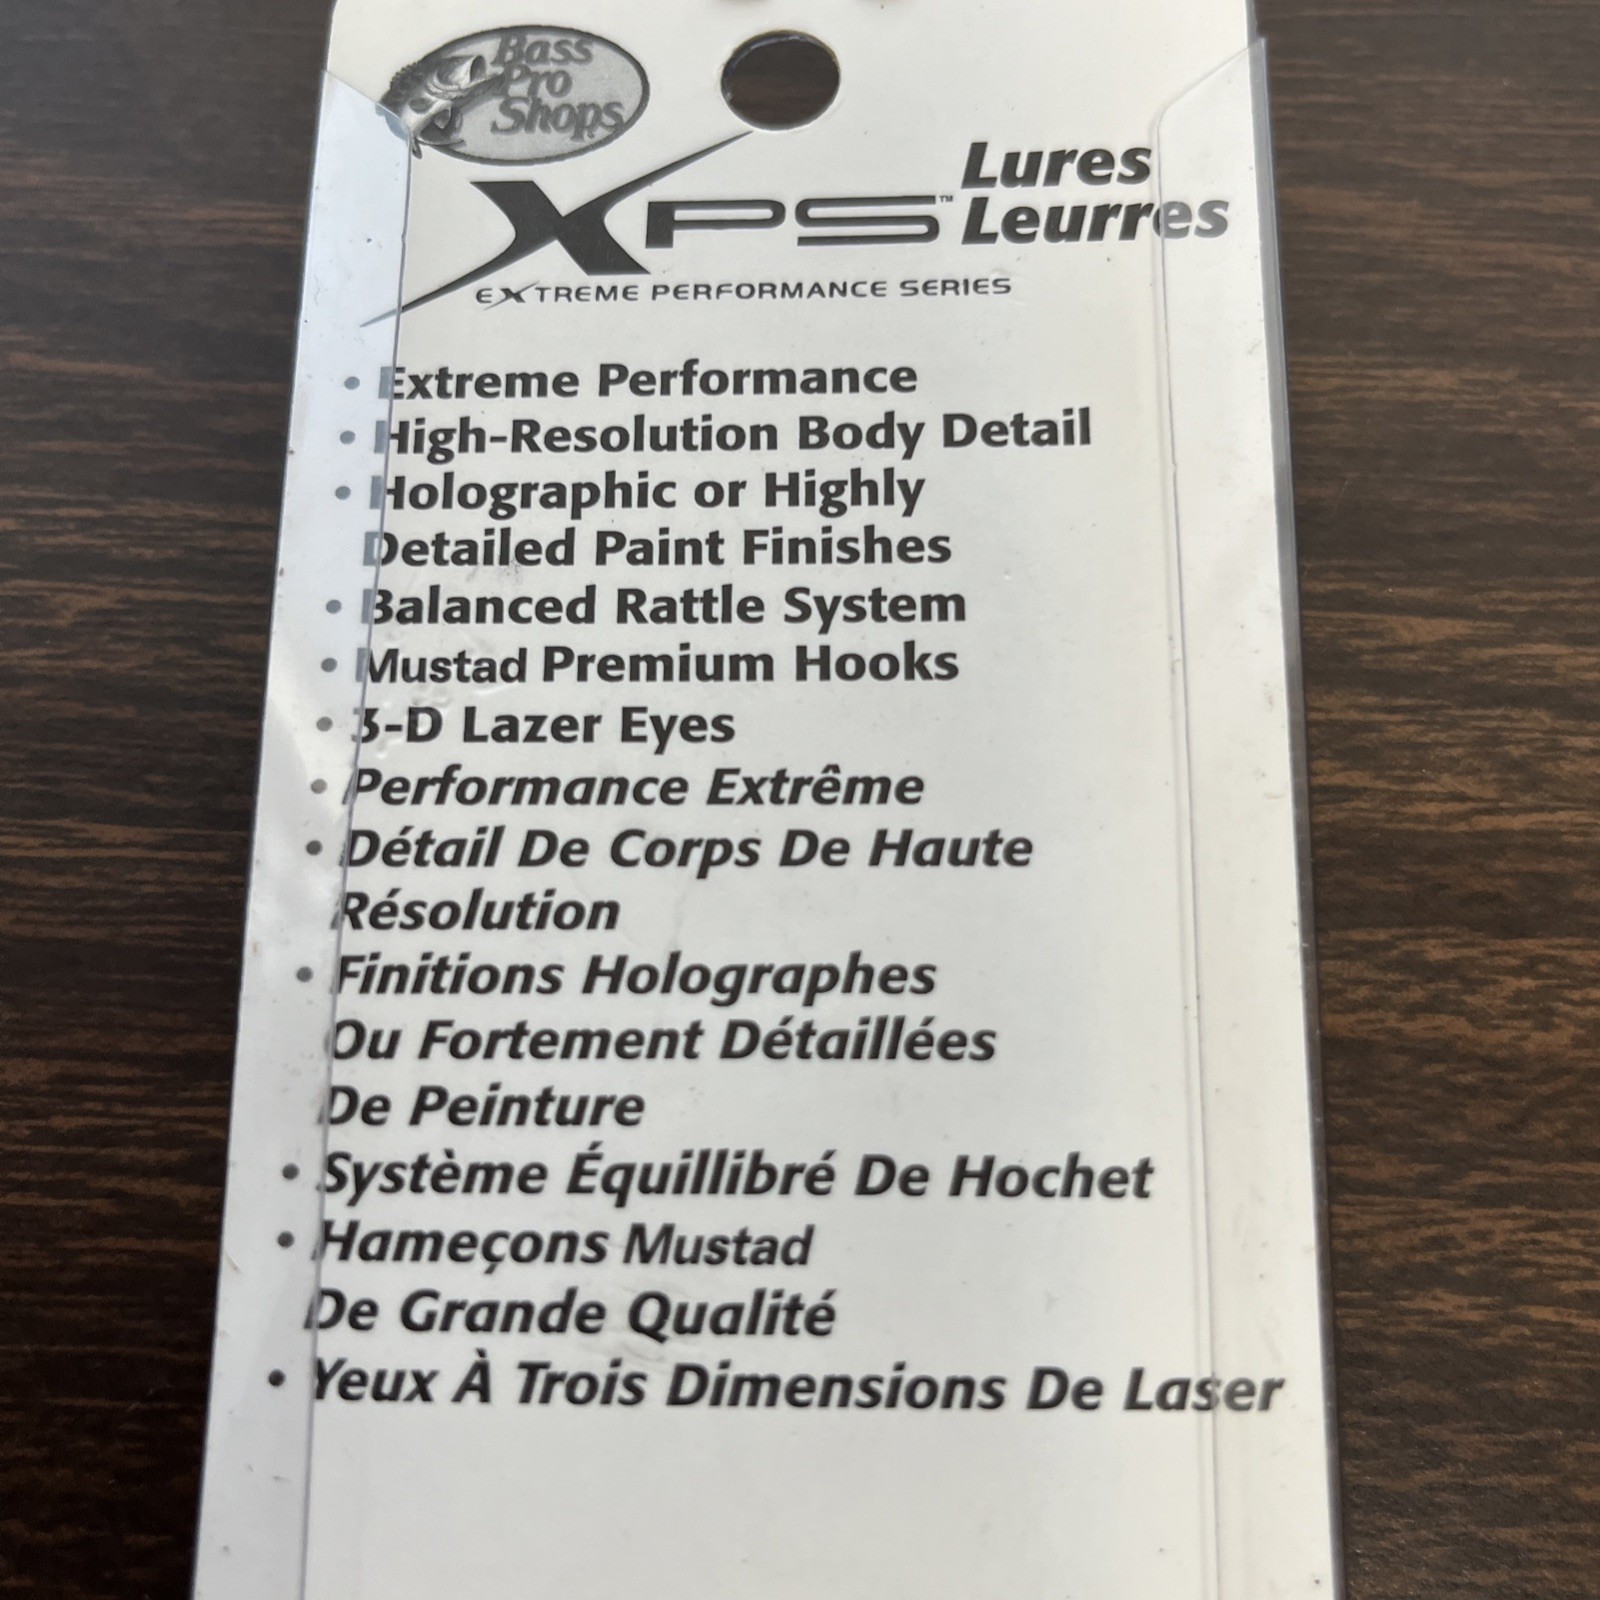 Bass
Pro
Shops
XPS™
Lures
Leurres
EXTREME PERFORMANCE SERIES
• Extreme Performance
• High-Resolution Body Detail
• Holographic or Highly
Detailed Paint Finishes
• Balanced Rattle System
• Mustad Premium Hooks
• 3-D Lazer Eyes
• Performance Extrême
• Détail De Corps De Haute
Résolution
• Finitions Holographes
Ou Fortement Détaillées
De Peinture
• Système Équillibré De Hochet
• Hameçons Mustad
De Grande Qualité
• Yeux À Trois Dimensions De Laser